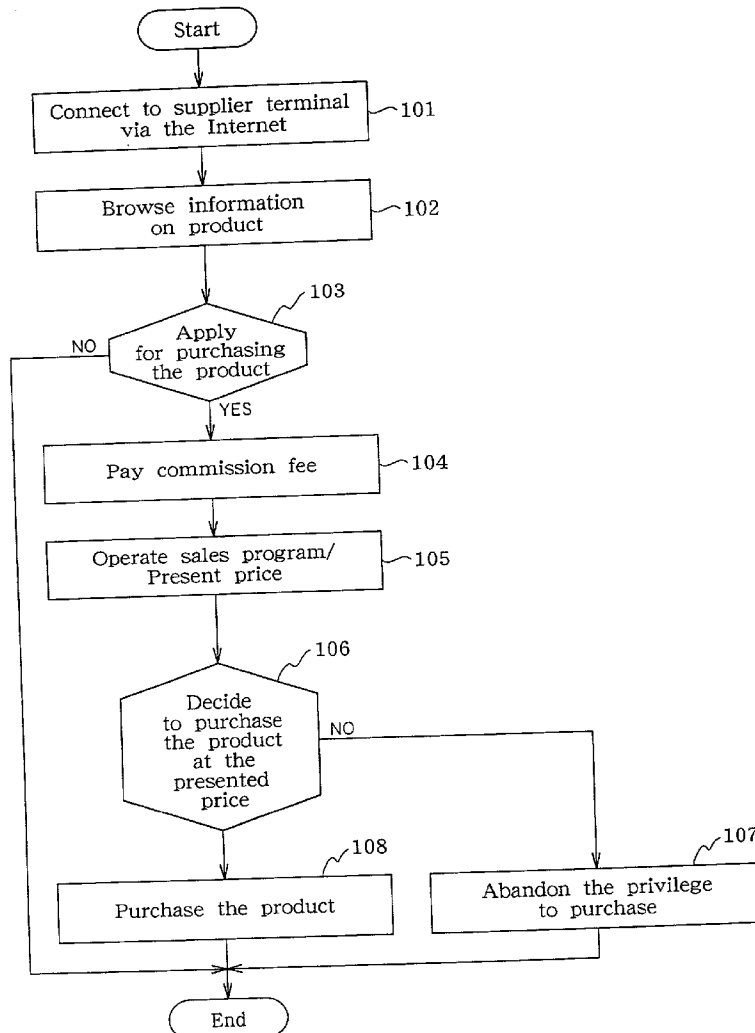 Start
Connect to supplier terminal
via the Internet
101
Browse information
on product
102
103
Apply
for purchasing
the product
NO
YES
Pay commission fee
104
Operate sales program/
Present price
105
106
Decide
to purchase
the product
at the
presented
price
NO
108
107
Purchase the product
Abandon the privilege
to purchase
End